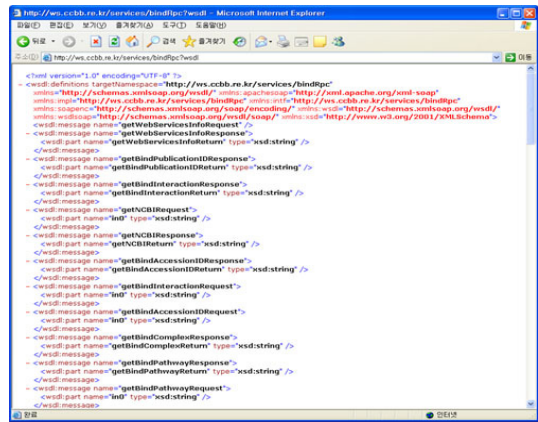 http://ws.ccbb.re.kr/services/bindRpc?wsdl - Microsoft Internet Explorer
파일(F) 편집(E) 보기(V) 즐겨찾기(A) 도구(T) 도움말(H)
뒤로 검색 즐겨찾기
주소(D) http://ws.ccbb.re.kr/services/bindRpc?wsdl 이동
<?xml version="1.0" encoding="UTF-8" ?>
- <wsdl:definitions targetNamespace="http://ws.ccbb.re.kr/services/bindRpc"
xmlns="http://schemas.xmlsoap.org/wsdl/" xmlns:apachesoap="http://xml.apache.org/xml-soap"
xmlns:impl="http://ws.ccbb.re.kr/services/bindRpc" xmlns:intf="http://ws.ccbb.re.kr/services/bindRpc"
xmlns:soapenc="http://schemas.xmlsoap.org/soap/encoding/" xmlns:wsdl="http://schemas.xmlsoap.org/wsdl/"
xmlns:wsdlsoap="http://schemas.xmlsoap.org/wsdl/soap/" xmlns:xsd="http://www.w3.org/2001/XMLSchema">
<wsdl:message name="getWebServicesInfoRequest" />
- <wsdl:message name="getWebServicesInfoResponse">
<wsdl:part name="getWebServicesInfoReturn" type="xsd:string" />
</wsdl:message>
- <wsdl:message name="getBindPublicationIDResponse">
<wsdl:part name="getBindPublicationIDReturn" type="xsd:string" />
</wsdl:message>
- <wsdl:message name="getBindInteractionResponse">
<wsdl:part name="getBindInteractionReturn" type="xsd:string" />
</wsdl:message>
- <wsdl:message name="getNCBIRequest">
<wsdl:part name="in0" type="xsd:string" />
</wsdl:message>
- <wsdl:message name="getNCBIResponse">
<wsdl:part name="getNCBIReturn" type="xsd:string" />
</wsdl:message>
- <wsdl:message name="getBindAccessionIDResponse">
<wsdl:part name="getBindAccessionIDReturn" type="xsd:string" />
</wsdl:message>
- <wsdl:message name="getBindInteractionRequest">
<wsdl:part name="in0" type="xsd:string" />
</wsdl:message>
- <wsdl:message name="getBindAccessionIDRequest">
<wsdl:part name="in0" type="xsd:string" />
</wsdl:message>
- <wsdl:message name="getBindComplexResponse">
<wsdl:part name="getBindComplexReturn" type="xsd:string" />
</wsdl:message>
- <wsdl:message name="getBindPathwayResponse">
<wsdl:part name="getBindPathwayReturn" type="xsd:string" />
</wsdl:message>
- <wsdl:message name="getBindPathwayRequest">
<wsdl:part name="in0" type="xsd:string" />
</wsdl:message>
완료 인터넷